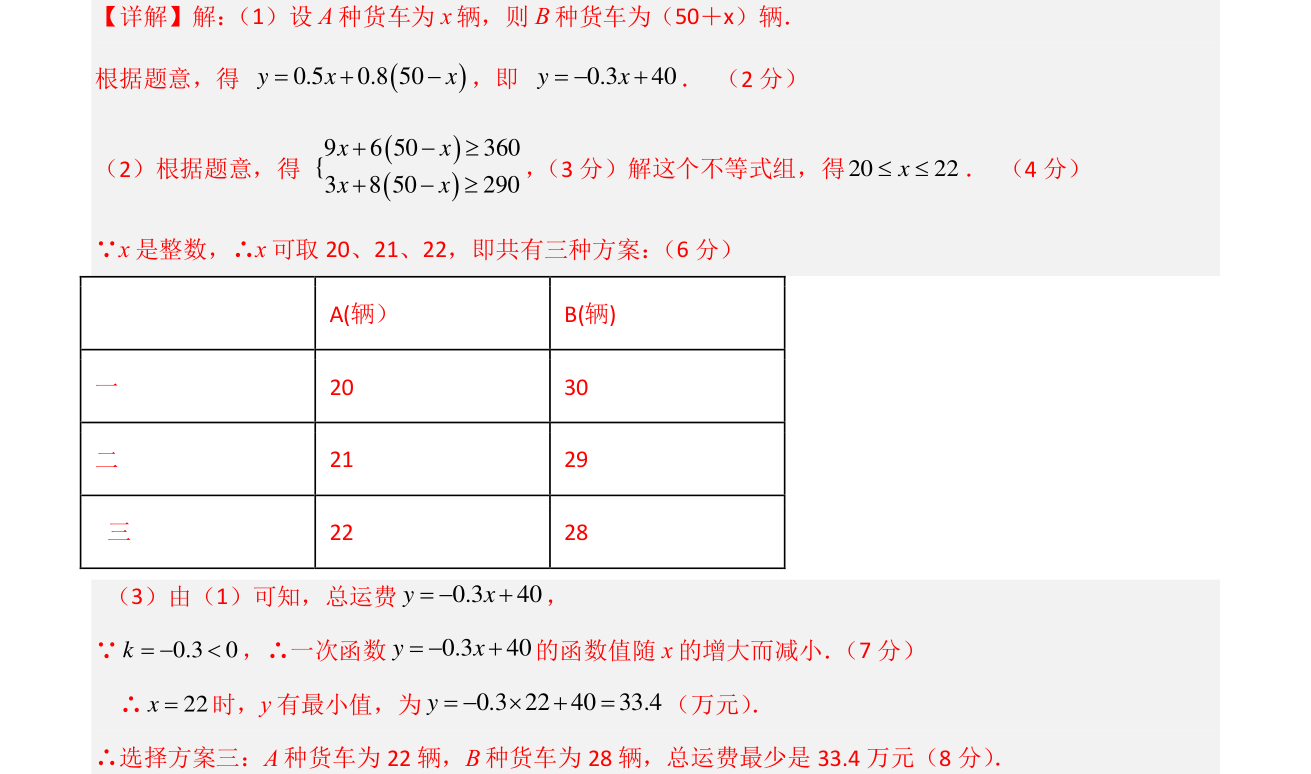 【详解】解：（1）设 A 种货车为 x 辆，则 B 种货车为（50＋x）辆．
根据题意，得 y=0.5x+0.8(50−x)，即 y=−0.3x+40． （2 分）
（2）根据题意，得 { 9x+6(50−x)≥360 3x+8(50−x)≥290 ,（3 分）解这个不等式组，得 20≤x≤22． （4 分）
∵x 是整数，∴x 可取 20、21、22，即共有三种方案：（6 分）
A(辆） B(辆)
一 20 30
二 21 29
三 22 28
（3）由（1）可知，总运费 y=−0.3x+40，
∵ k=−0.3<0，∴一次函数 y=−0.3x+40 的函数值随 x 的增大而减小．（7 分）
∴ x=22 时，y 有最小值，为 y=−0.3×22+40=33.4（万元）．
∴选择方案三：A 种货车为 22 辆，B 种货车为 28 辆，总运费最少是 33.4 万元（8 分）．